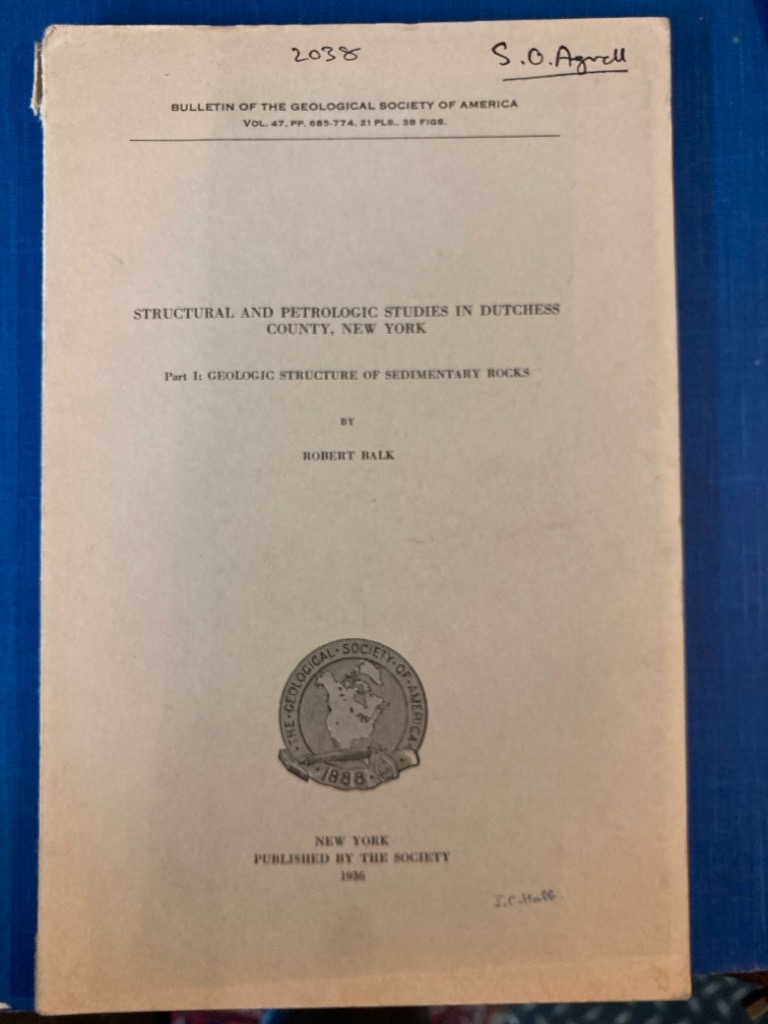 2038
S.O. Agrell
BULLETIN OF THE GEOLOGICAL SOCIETY OF AMERICA
VOL. 47, PP. 685-774, 21 PLS., 38 FIGS.
STRUCTURAL AND PETROLOGIC STUDIES IN DUTCHESS
COUNTY, NEW YORK
Part I: GEOLOGIC STRUCTURE OF SEDIMENTARY ROCKS
BY
ROBERT BALK
THE·GEOLOGICAL·SOCIETY·OF·AMERICA
·1888·
NEW YORK
PUBLISHED BY THE SOCIETY
1936